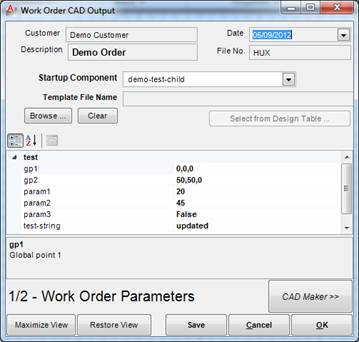 Work Order CAD Output
Customer Demo Customer Date 05/09/2012
Description Demo Order File No. HUX
Startup Component demo-test-child
Template File Name
Browse ... Clear Select from Design Table ...
test
gp1 0,0,0
gp2 50,50,0
param1 20
param2 45
param3 False
test-string updated
gp1
Global point 1
1/2 - Work Order Parameters CAD Maker >>
Maximize View Restore View Save Cancel OK